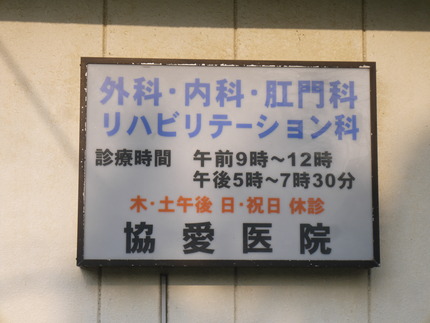 外科・内科・肛門科
リハビリテーション科
診療時間 午前9時～12時
午後5時～7時30分
木・土午後 日・祝日 休診
協愛医院